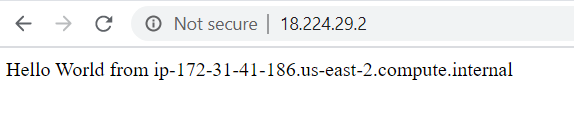 Not secure | 18.224.29.2
Hello World from ip-172-31-41-186.us-east-2.compute.internal